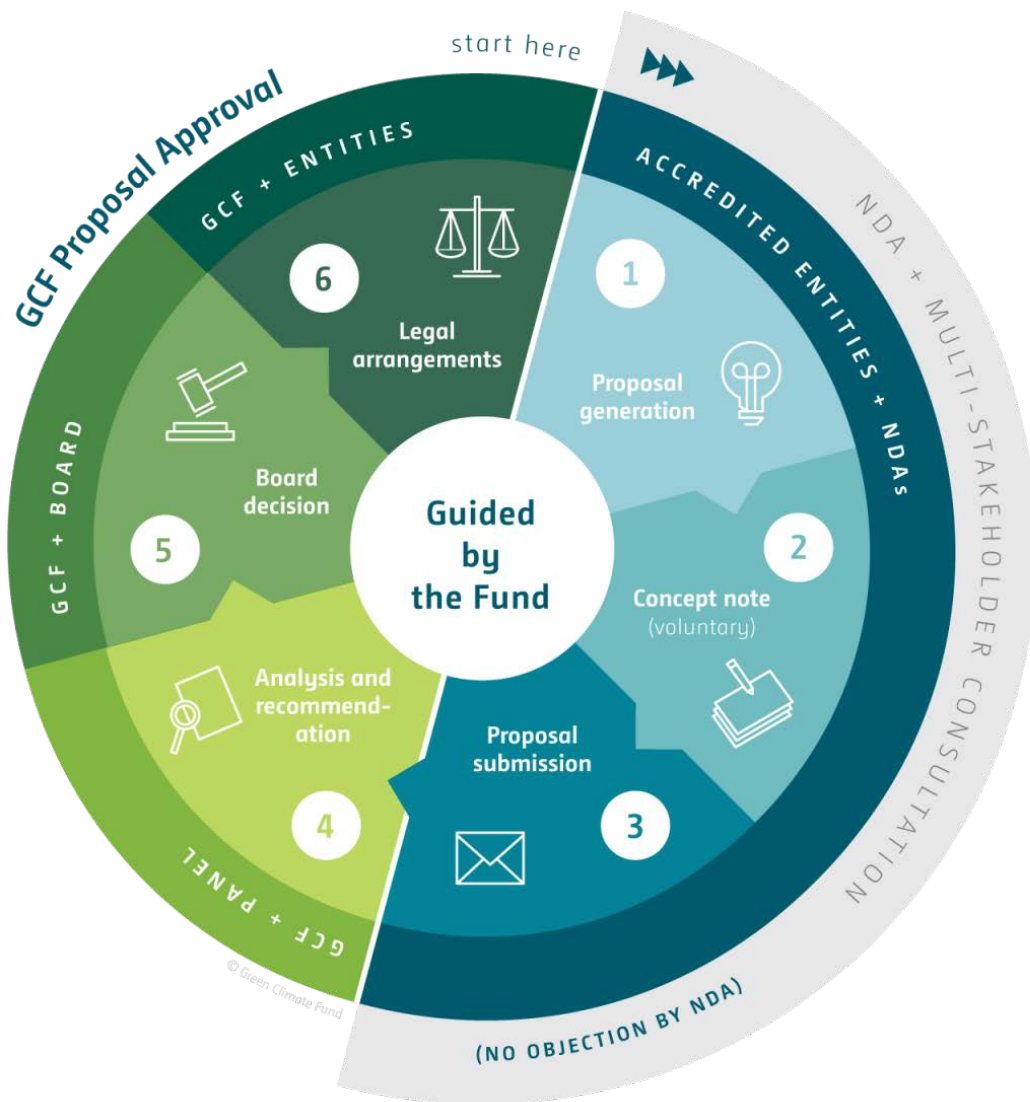 start here
GCF Proposal Approval
GCF + ENTITIES
ACCREDITED ENTITIES + NDAs
NDA + MULTI-STAKEHOLDER CONSULTATION
1
Proposal
generation
2
Concept note
(voluntary)
3
Proposal
submission
(NO OBJECTION BY NDA)
4
Analysis and
recommend-
ation
GCF + PANEL
5
Board
decision
GCF + BOARD
6
Legal
arrangements
Guided
by
the Fund
© Green Climate Fund